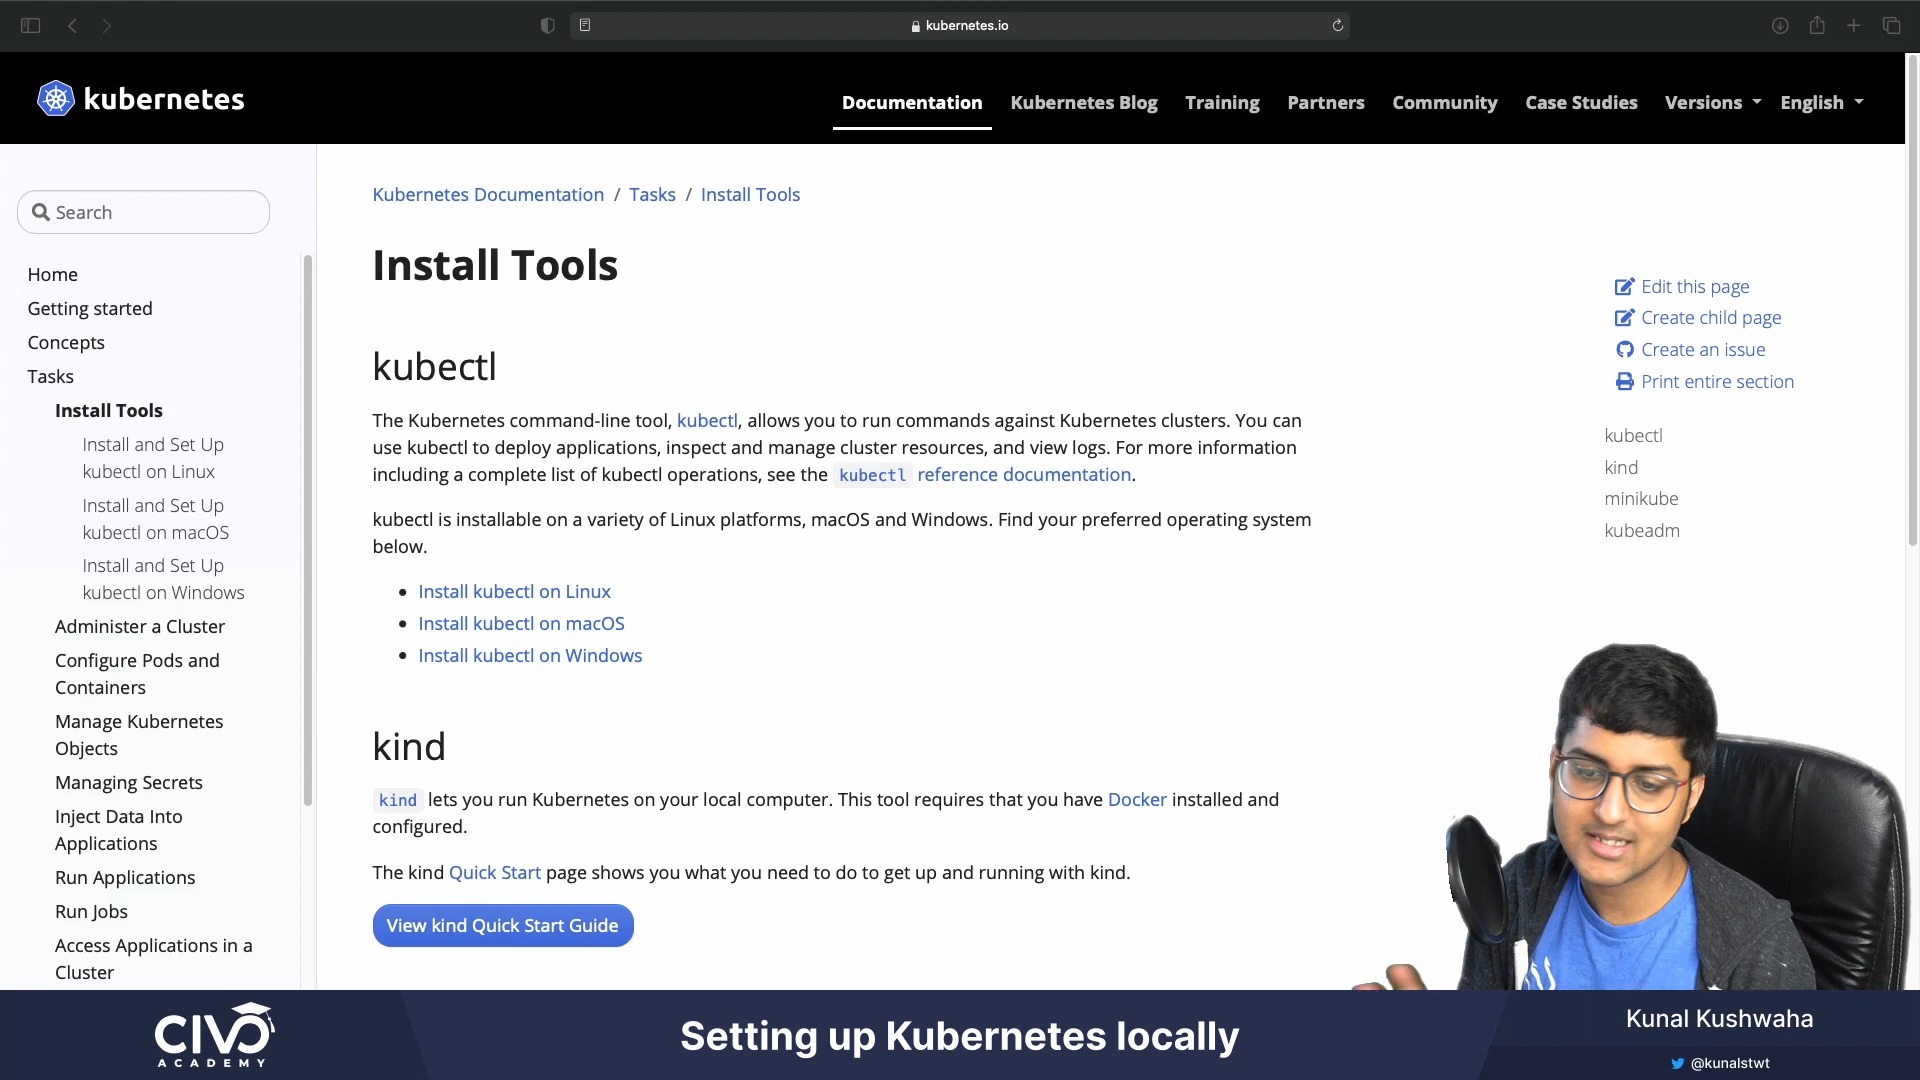 kubernetes.io
kubernetes
Documentation
Kubernetes Blog
Training
Partners
Community
Case Studies
Versions
English
Search
Home
Getting started
Concepts
Tasks
Install Tools
Install and Set Up
kubectl on Linux
Install and Set Up
kubectl on macOS
Install and Set Up
kubectl on Windows
Administer a Cluster
Configure Pods and
Containers
Manage Kubernetes
Objects
Managing Secrets
Inject Data Into
Applications
Run Applications
Run Jobs
Access Applications in a
Cluster
Kubernetes Documentation / Tasks / Install Tools
Install Tools
kubectl
The Kubernetes command-line tool, kubectl, allows you to run commands against Kubernetes clusters. You can
use kubectl to deploy applications, inspect and manage cluster resources, and view logs. For more information
including a complete list of kubectl operations, see the kubectl reference documentation.
kubectl is installable on a variety of Linux platforms, macOS and Windows. Find your preferred operating system
below.
Install kubectl on Linux
Install kubectl on macOS
Install kubectl on Windows
kind
kind lets you run Kubernetes on your local computer. This tool requires that you have Docker installed and
configured.
The kind Quick Start page shows you what you need to do to get up and running with kind.
View kind Quick Start Guide
Edit this page
Create child page
Create an issue
Print entire section
kubectl
kind
minikube
kubeadm
CIVO
ACADEMY
Setting up Kubernetes locally
Kunal Kushwaha
@kunalstwt